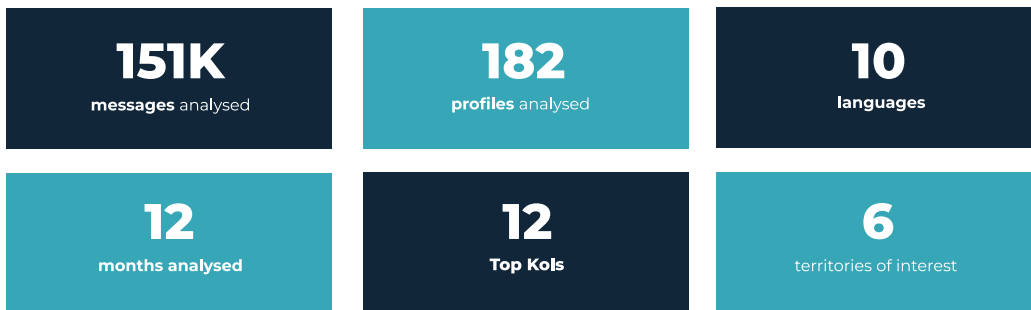 151K
messages analysed
182
profiles analysed
10
languages
12
months analysed
12
Top Kols
6
territories of interest